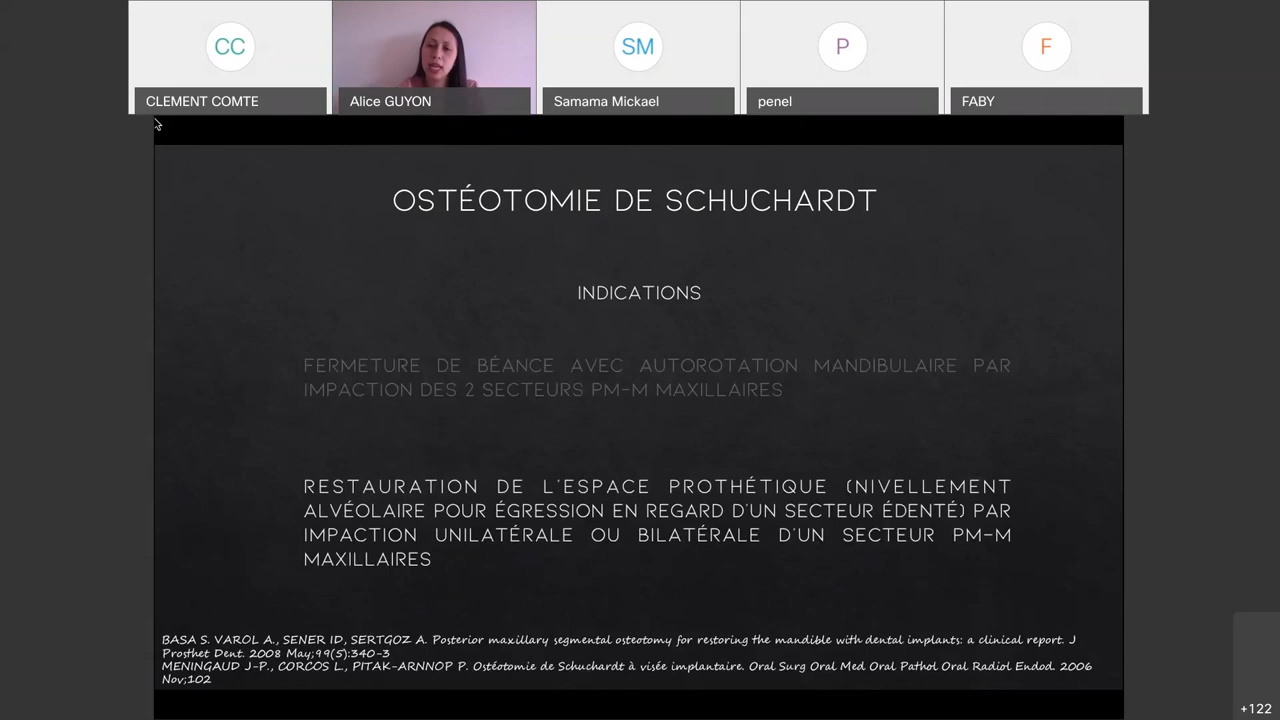 CC
SM
P
F
CLEMENT COMTE
Alice GUYON
Samama Mickael
penel
FABY
OSTÉOTOMIE DE SCHUCHARDT
INDICATIONS
FERMETURE DE BÉANCE AVEC AUTOROTATION MANDIBULAIRE PAR
IMPACTION DES 2 SECTEURS PM-M MAXILLAIRES
RESTAURATION DE L'ESPACE PROTHÉTIQUE (NIVELLEMENT
ALVÉOLAIRE POUR ÉGRESSION EN REGARD D'UN SECTEUR ÉDENTÉ) PAR
IMPACTION UNILATÉRALE OU BILATÉRALE D'UN SECTEUR PM-M
MAXILLAIRES
BASA S. VAROL A., SENER ID, SERTGOZ A. Posterior maxillary segmental osteotomy for restoring the mandible with dental implants: a clinical report. J
Prosthet Dent. 2008 May;99(5):340-3
MENINGAUD J-P., CORCOS L., PITAK-ARNNOP P. Ostéotomie de Schuchardt à visée implantaire. Oral Surg Oral Med Oral Pathol Oral Radiol Endod. 2006
Nov;102
+122